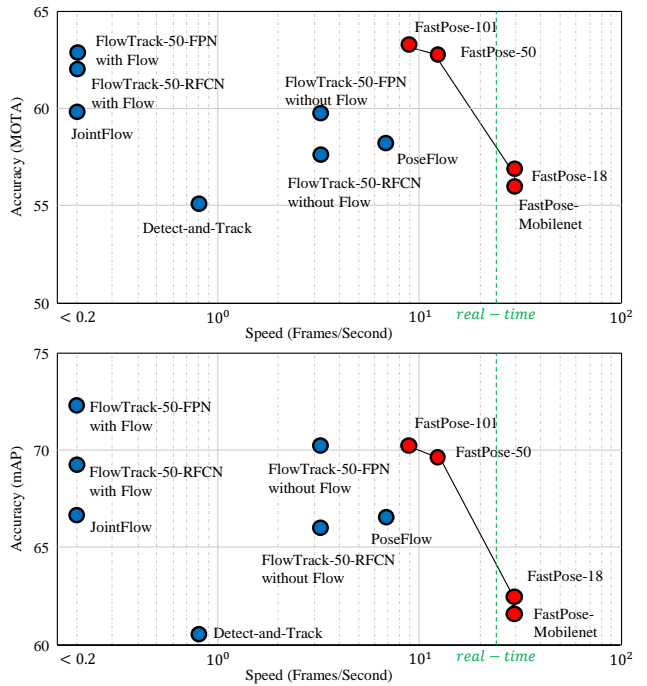 FastPose-101
FastPose-50
FlowTrack-50-FPN
with Flow
FlowTrack-50-RFCN
with Flow
JointFlow
FlowTrack-50-FPN
without Flow
PoseFlow
FlowTrack-50-RFCN
without Flow
Detect-and-Track
FastPose-18
FastPose-
Mobilenet
65
60
55
50
Accuracy (MOTA)
< 0.2
10⁰
10¹
10²
real − time
Speed (Frames/Second)
75
70
65
60
Accuracy (mAP)
FlowTrack-50-FPN
with Flow
FlowTrack-50-RFCN
with Flow
JointFlow
FastPose-101
FastPose-50
FlowTrack-50-FPN
without Flow
PoseFlow
FlowTrack-50-RFCN
without Flow
FastPose-18
FastPose-
Mobilenet
Detect-and-Track
< 0.2
10⁰
10¹
10²
real − time
Speed (Frames/Second)